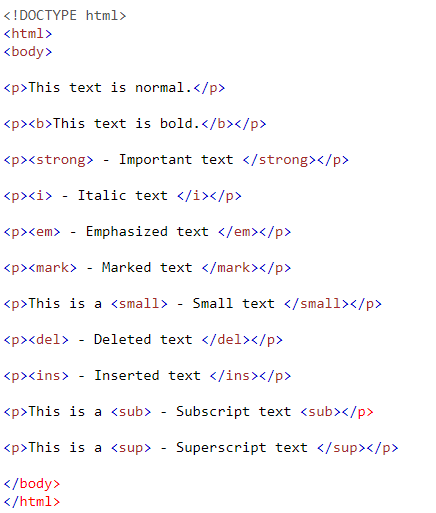 <!DOCTYPE html>
<html>
<body>
<p>This text is normal.</p>
<p><b>This text is bold.</b></p>
<p><strong> - Important text </strong></p>
<p><i> - Italic text </i></p>
<p><em> - Emphasized text </em></p>
<p><mark> - Marked text </mark></p>
<p>This is a <small> - Small text </small></p>
<p><del> - Deleted text </del></p>
<p><ins> - Inserted text </ins></p>
<p>This is a <sub> - Subscript text <sub></p>
<p>This is a <sup> - Superscript text </sup></p>
</body>
</html>